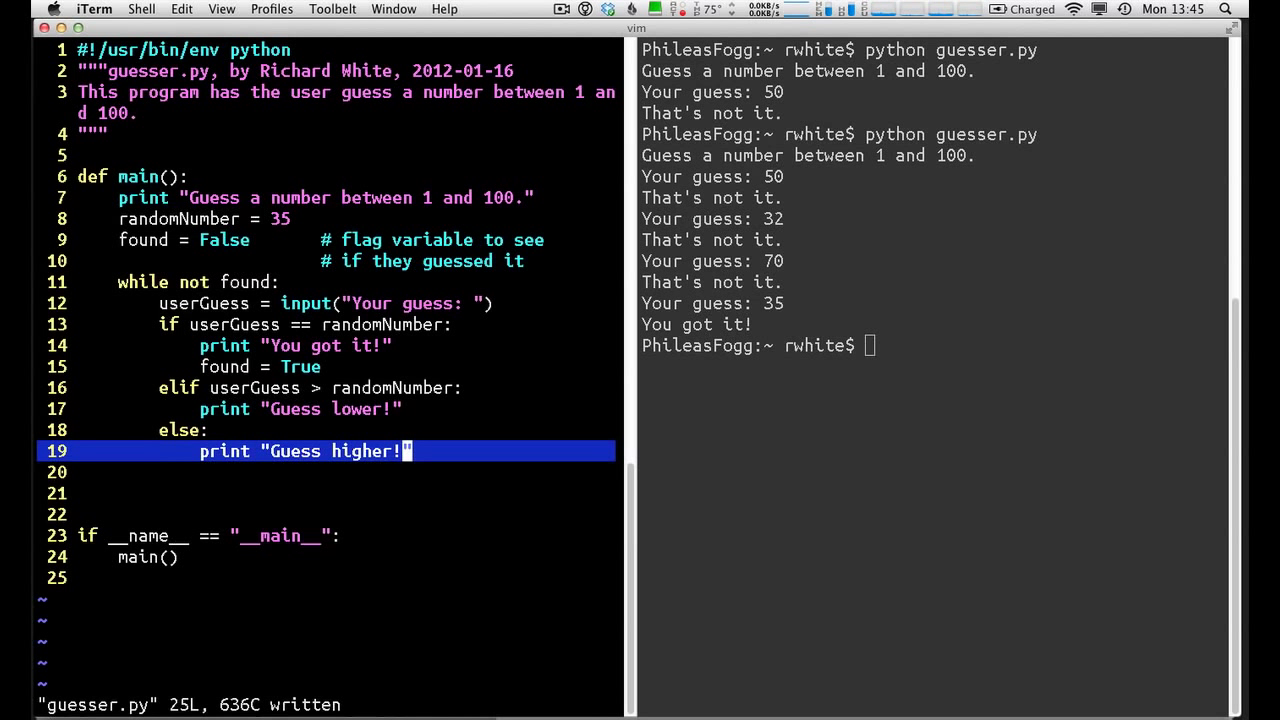 iTerm Shell Edit View Profiles Toolbelt Window Help 75° 0.0KB/s 0.0KB/s Charged Mon 13:45
vim
1 #!/usr/bin/env python
2 """guesser.py, by Richard White, 2012-01-16
3 This program has the user guess a number between 1 an
d 100.
4 """
5
6 def main():
7 print "Guess a number between 1 and 100."
8 randomNumber = 35
9 found = False # flag variable to see
10 # if they guessed it
11 while not found:
12 userGuess = input("Your guess: ")
13 if userGuess == randomNumber:
14 print "You got it!"
15 found = True
16 elif userGuess > randomNumber:
17 print "Guess lower!"
18 else:
19 print "Guess higher!"
20
21
22
23 if __name__ == "__main__":
24 main()
25
~
~
~
~
~
"guesser.py" 25L, 636C written
PhileasFogg:~ rwhite$ python guesser.py
Guess a number between 1 and 100.
Your guess: 50
That's not it.
PhileasFogg:~ rwhite$ python guesser.py
Guess a number between 1 and 100.
Your guess: 50
That's not it.
Your guess: 32
That's not it.
Your guess: 70
That's not it.
Your guess: 35
You got it!
PhileasFogg:~ rwhite$